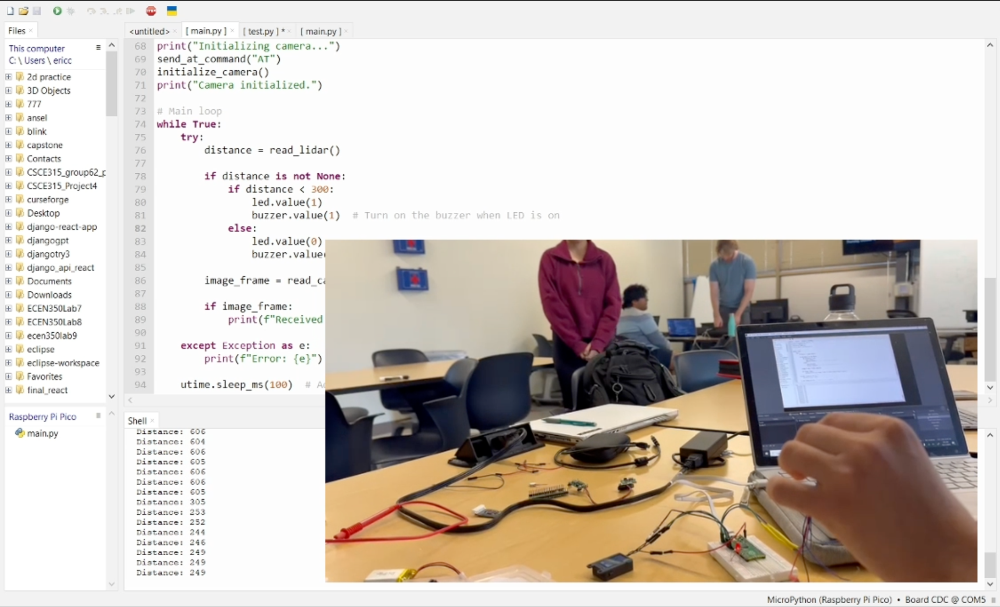 Files
This computer
C: \ Users \ ericc
2d practice
3D Objects
777
ansel
blink
capstone
Contacts
CSCE315_group62_p
CSCE315_Project4
curseforge
Desktop
django-react-app
djangogpt
djangotry3
django_api_react
Documents
Downloads
ECEN350Lab7
ECEN350Lab8
ecen350lab9
eclipse
eclipse-workspace
Favorites
final_react
Raspberry Pi Pico
main.py
<untitled> [ main.py ] [ test.py ] * [ main.py ]
68 print("Initializing camera...")
69 send_at_command("AT")
70 initialize_camera()
71 print("Camera initialized.")
72
73 # Main loop
74 while True:
75 try:
76 distance = read_lidar()
77
78 if distance is not None:
79 if distance < 300:
80 led.value(1)
81 buzzer.value(1) # Turn on the buzzer when LED is on
82 else:
83 led.value(0)
84 buzzer.value(
85
86 image_frame = read_ca
87
88 if image_frame:
89 print(f"Received
90
91 except Exception as e:
92 print(f"Error: {e}")
93
94 utime.sleep_ms(100) # Ad
Shell
Distance: 606
Distance: 604
Distance: 606
Distance: 605
Distance: 606
Distance: 606
Distance: 605
Distance: 305
Distance: 253
Distance: 252
Distance: 244
Distance: 246
Distance: 249
Distance: 249
Distance: 249
MicroPython (Raspberry Pi Pico) • Board CDC @ COM5